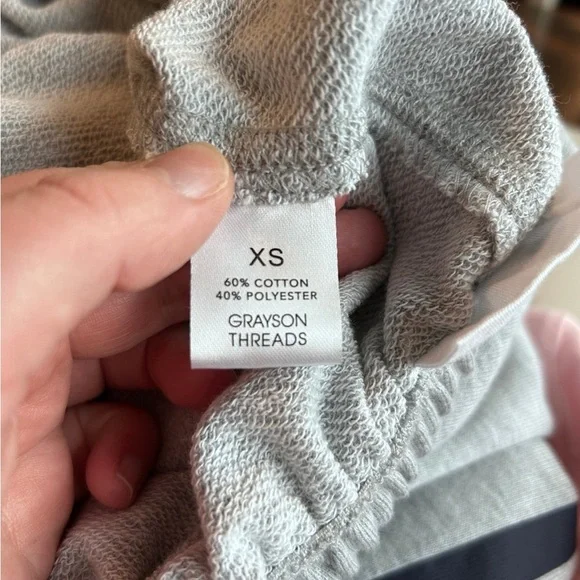 XS
60% COTTON
40% POLYESTER
GRAYSON
THREADS